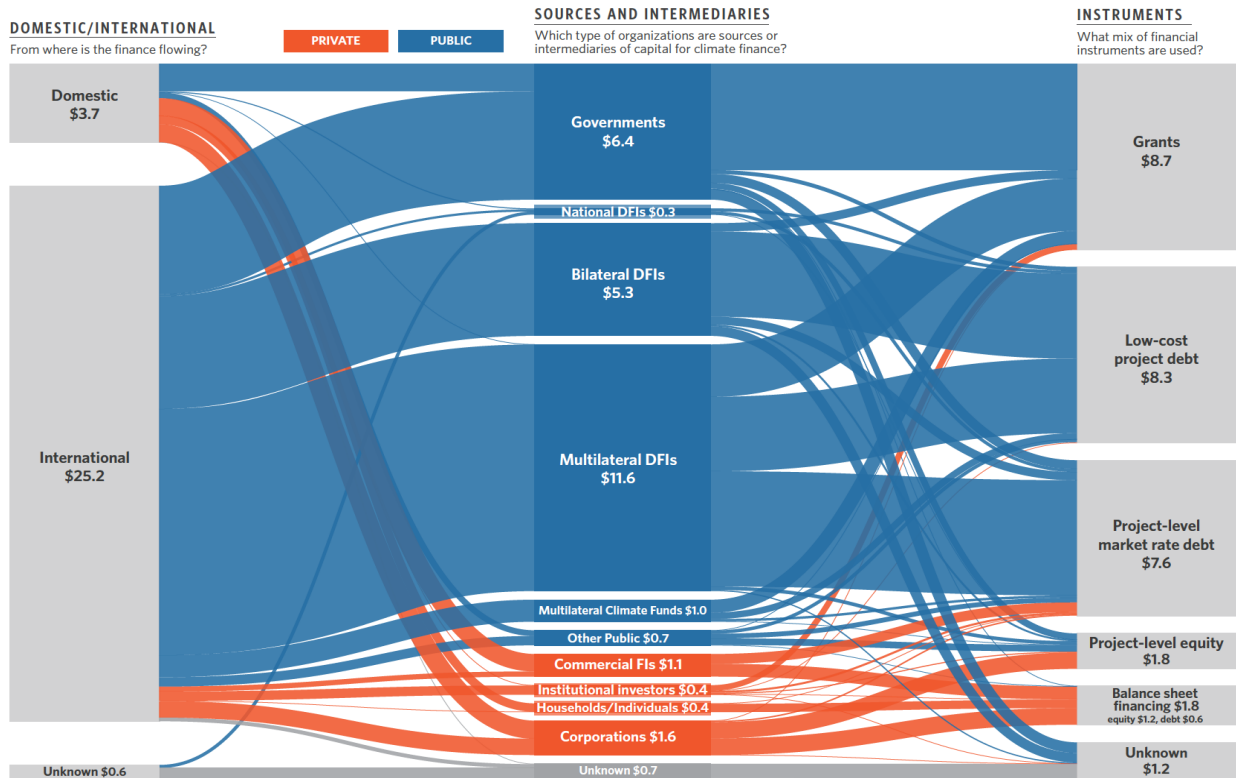 DOMESTIC/INTERNATIONAL
From where is the finance flowing?
PRIVATE
PUBLIC
SOURCES AND INTERMEDIARIES
Which type of organizations are sources or
intermediaries of capital for climate finance?
INSTRUMENTS
What mix of financial
instruments are used?
Domestic
$3.7
International
$25.2
Unknown $0.6
Governments
$6.4
National DFIs $0.3
Bilateral DFIs
$5.3
Multilateral DFIs
$11.6
Multilateral Climate Funds $1.0
Other Public $0.7
Commercial FIs $1.1
Institutional investors $0.4
Households/Individuals $0.4
Corporations $1.6
Unknown $0.7
Grants
$8.7
Low-cost
project debt
$8.3
Project-level
market rate debt
$7.6
Project-level equity
$1.8
Balance sheet
financing $1.8
equity $1.2, debt $0.6
Unknown
$1.2